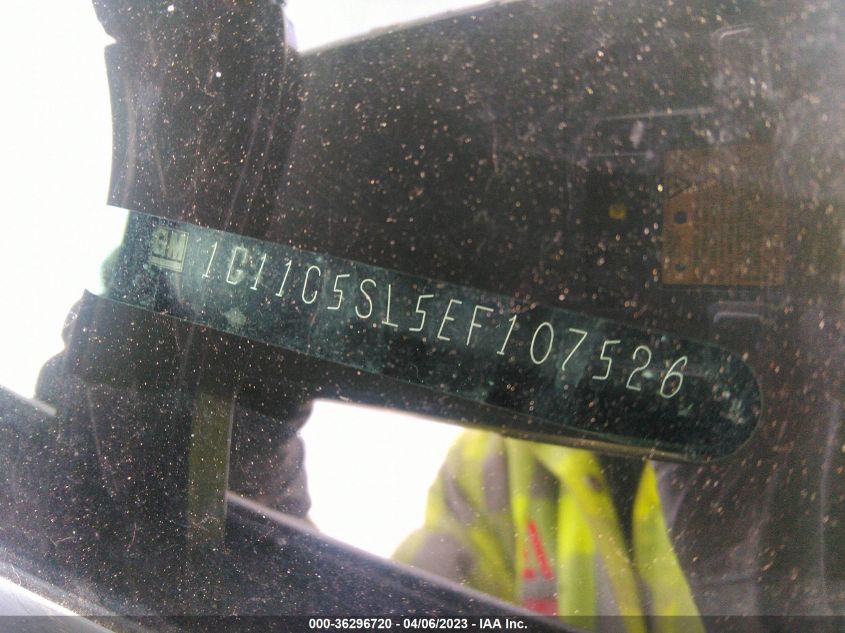 GM 1G11C5SL5EF107526
000-36296720 - 04/06/2023 - IAA Inc.